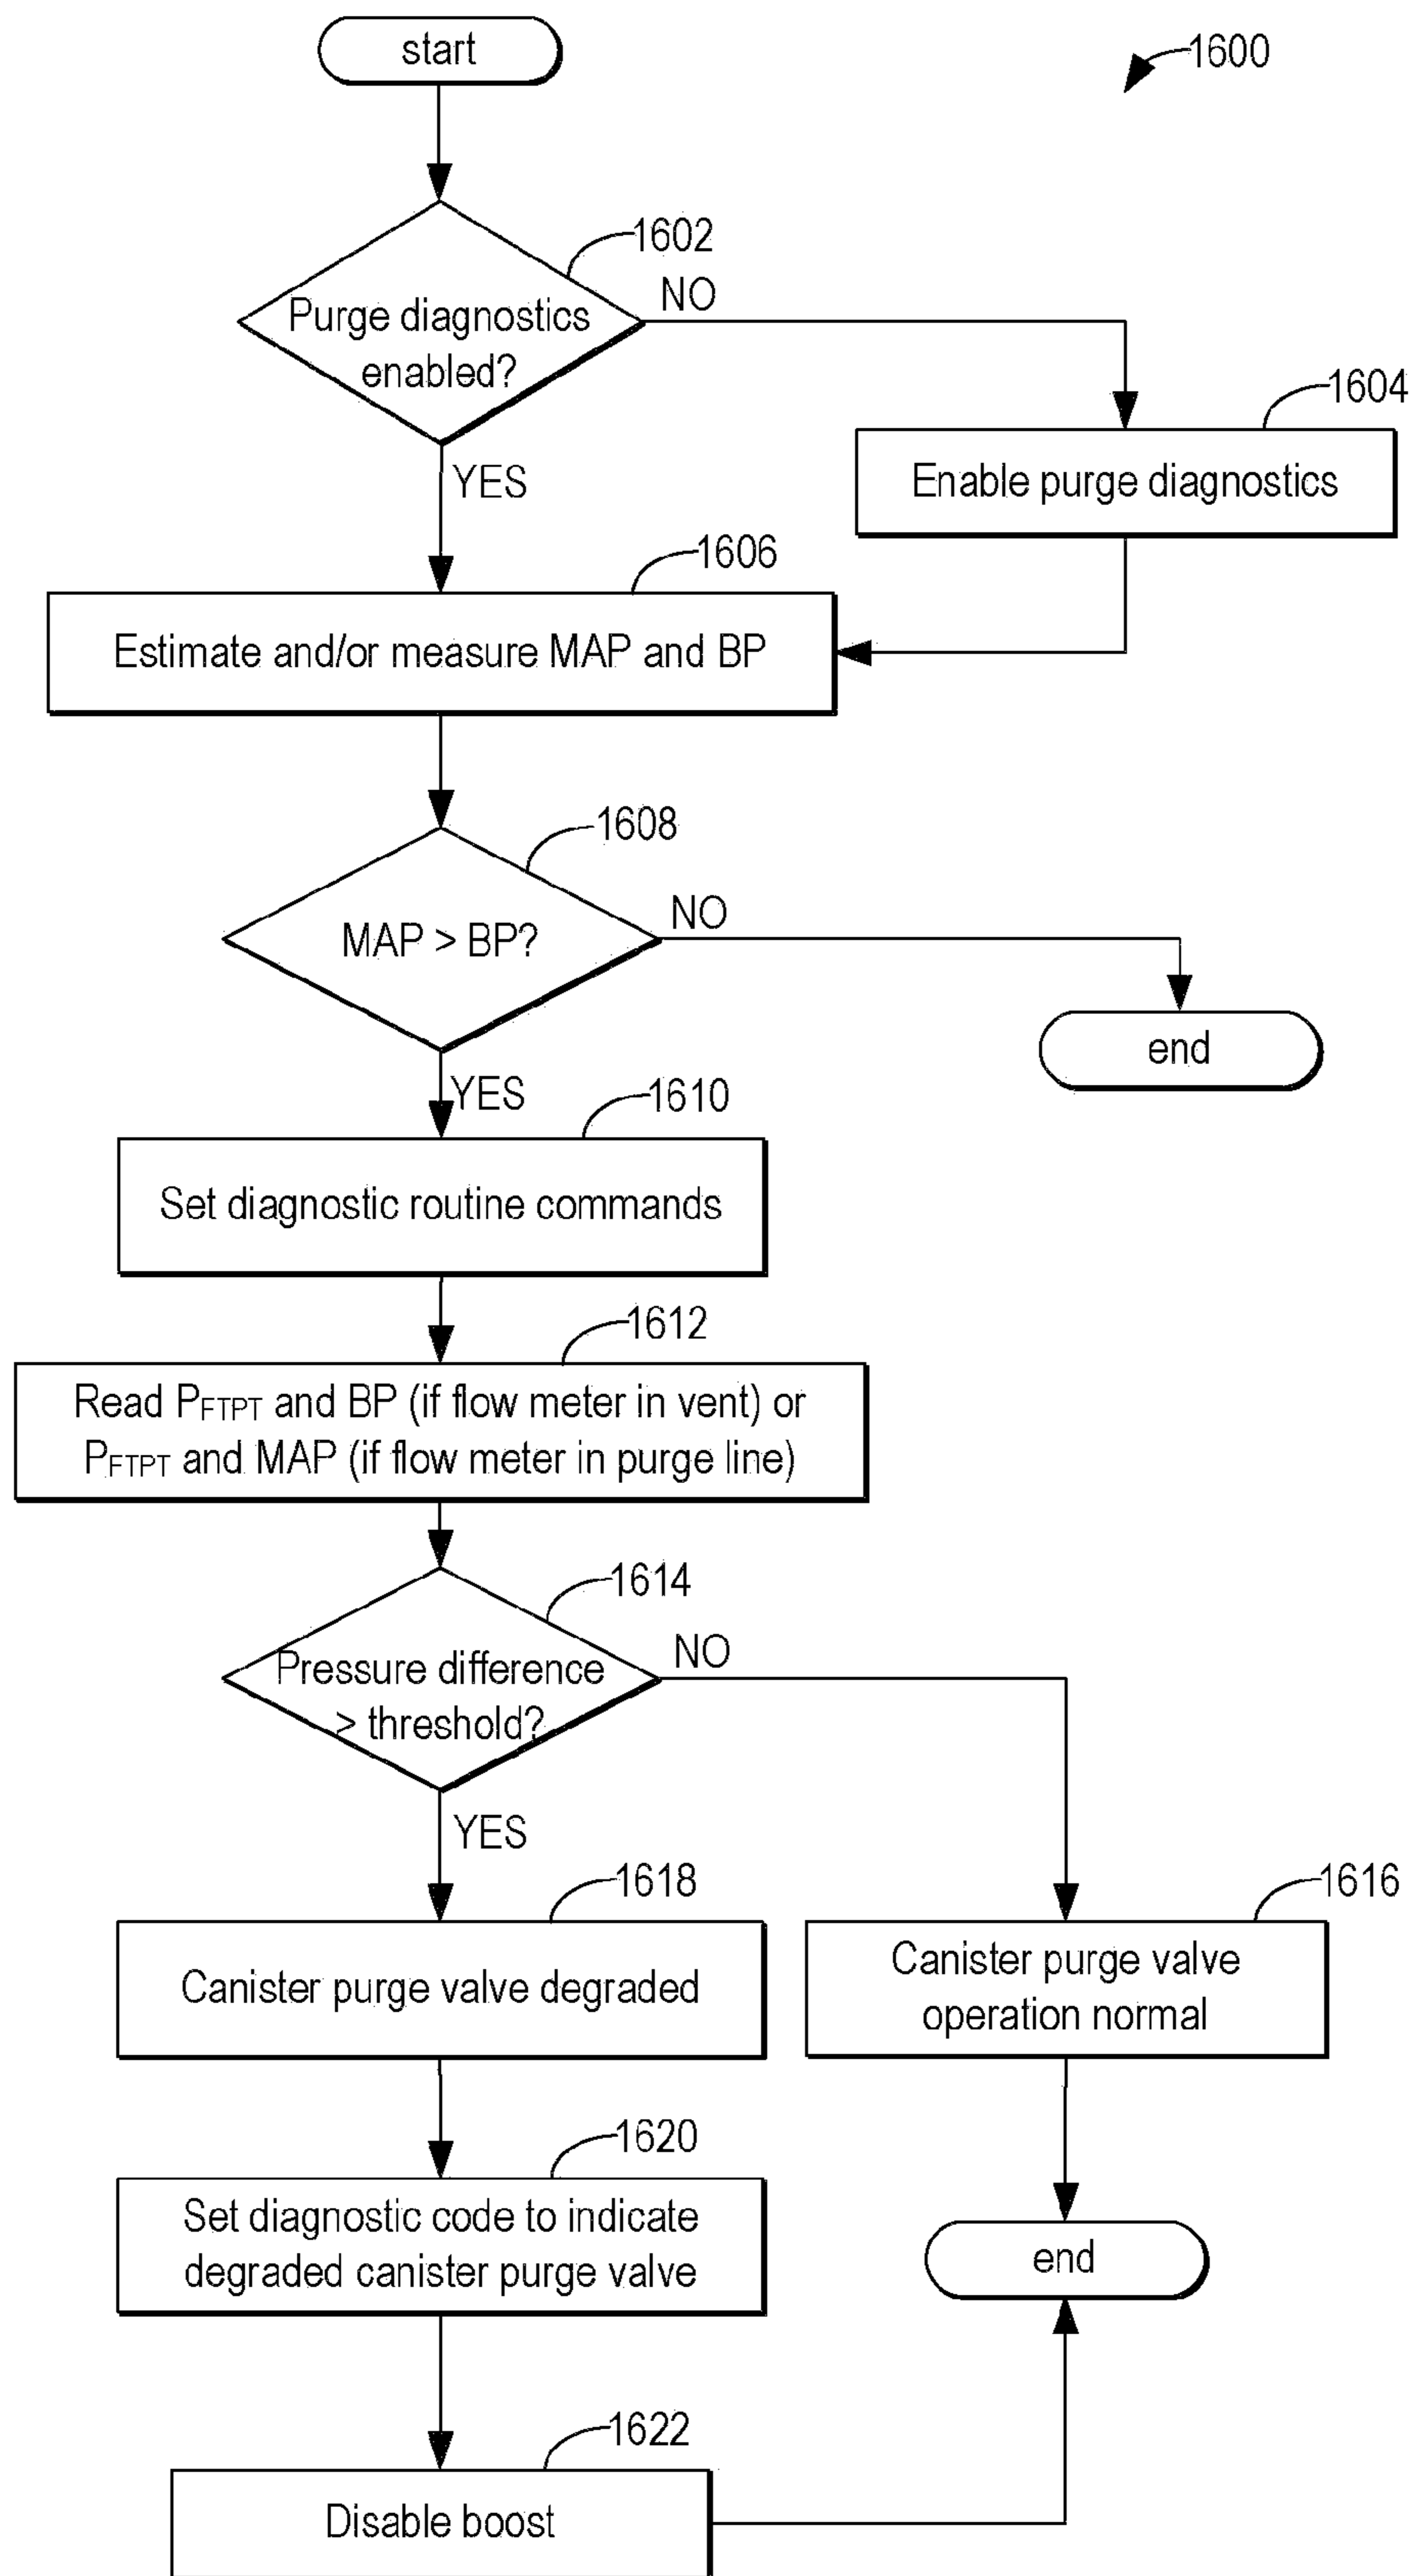 start
1600
1602
Purge diagnostics
enabled?
NO
1604
Enable purge diagnostics
YES
1606
Estimate and/or measure MAP and BP
1608
MAP > BP?
NO
end
YES
1610
Set diagnostic routine commands
1612
Read PFTPT and BP (if flow meter in vent) or
PFTPT and MAP (if flow meter in purge line)
1614
Pressure difference
> threshold?
NO
YES
1618
Canister purge valve degraded
1616
Canister purge valve
operation normal
1620
Set diagnostic code to indicate
degraded canister purge valve
end
1622
Disable boost